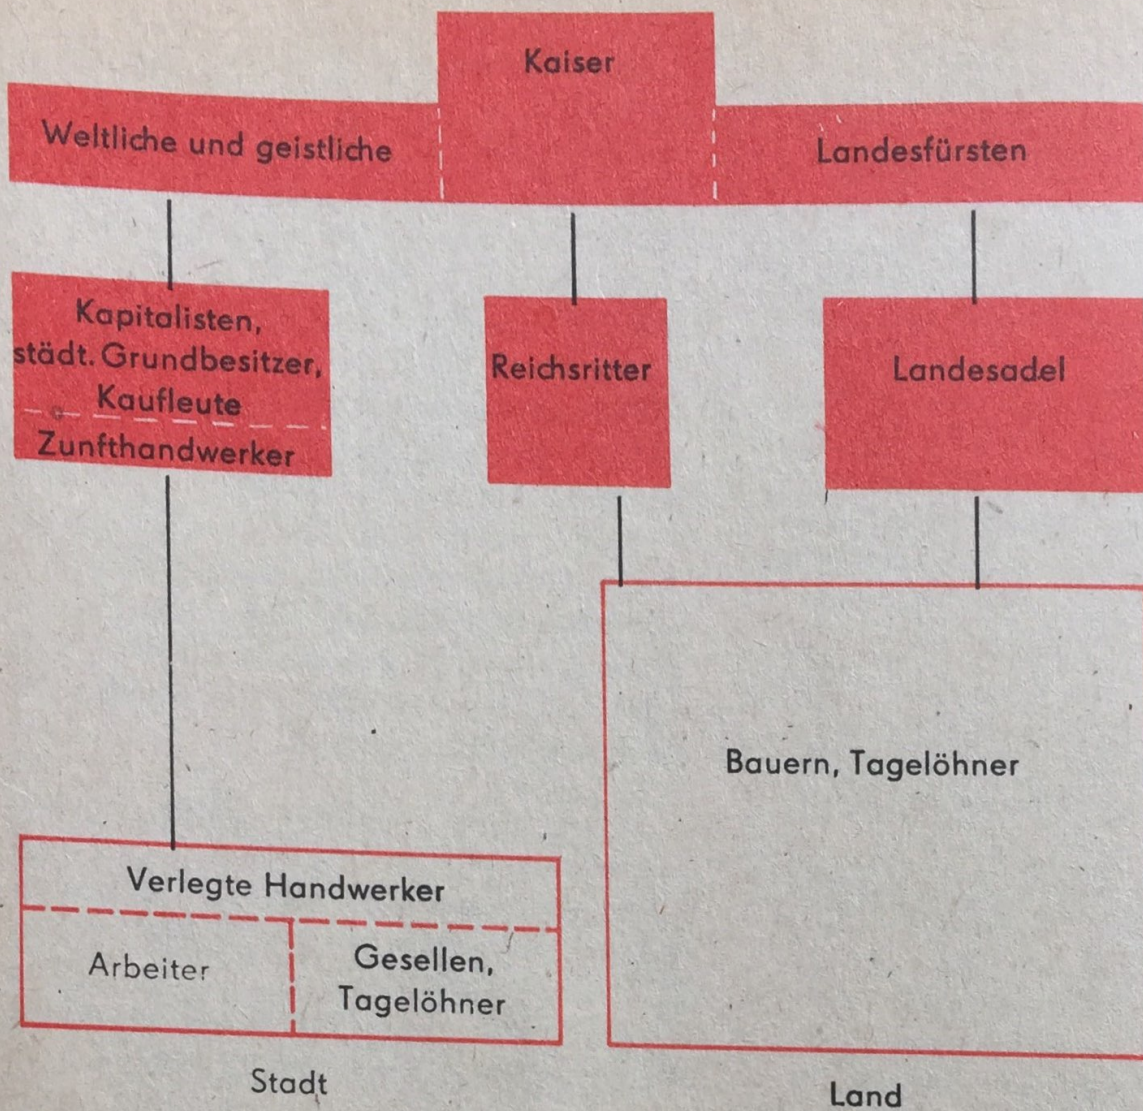 Kaiser
Weltliche und geistliche
Landesfürsten
Kapitalisten,
städt. Grundbesitzer,
Kaufleute
Zunfthandwerker
Reichsritter
Landesadel
Bauern, Tagelöhner
Verlegte Handwerker
Arbeiter
Gesellen,
Tagelöhner
Stadt
Land